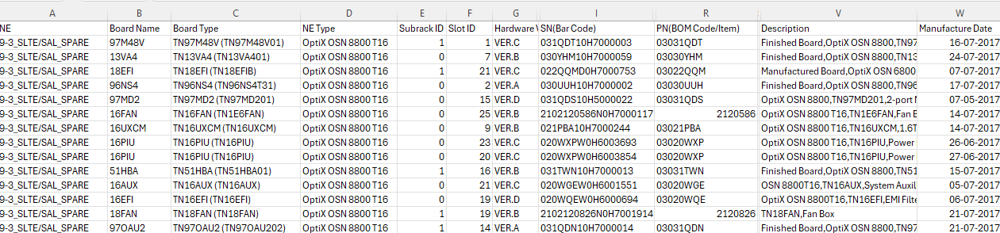 A B C D E F G I R V W
NE Board Name Board Type NE Type Subrack ID Slot ID Hardware V SN(Bar Code) PN(BOM Code/Item) Description Manufacture Date
9-3_SLTE/SAL_SPARE 97M48V TN97M48V (TN97M48V01) OptiX OSN 8800 T16 1 1 VER.C 031QDT10H7000003 03031QDT Finished Board,OptiX OSN 8800,TN97 16-07-2017
9-3_SLTE/SAL_SPARE 13VA4 TN13VA4 (TN13VA401) OptiX OSN 8800 T16 0 7 VER.B 030YHM10H7000059 03030YHM Finished Board,OptiX OSN 8800,TN13 24-07-2017
9-3_SLTE/SAL_SPARE 18EFI TN18EFI (TN18EFIB) OptiX OSN 8800 T16 1 21 VER.C 022QQMD0H7000753 03022QQM Manufactured Board,OptiX OSN 6800 07-07-2017
9-3_SLTE/SAL_SPARE 96NS4 TN96NS4 (TN96NS4T31) OptiX OSN 8800 T16 0 2 VER.A 030UUH10H7000002 03030UUH Finished Board,OptiX OSN 8800,TN96 17-07-2017
9-3_SLTE/SAL_SPARE 97MD2 TN97MD2 (TN97MD201) OptiX OSN 8800 T16 0 15 VER.D 031QDS10H5000022 03031QDS OptiX OSN 8800,TN97MD201,2-port 07-05-2017
9-3_SLTE/SAL_SPARE 16FAN TN16FAN (TN1E6FAN) OptiX OSN 8800 T16 0 25 VER.B 2102120586N0H7000117 2120586 OptiX OSN 8800 T16,TN1E6FAN,Fan B 14-07-2017
9-3_SLTE/SAL_SPARE 16UXCM TN16UXCM (TN16UXCM) OptiX OSN 8800 T16 0 9 VER.B 021PBA10H7000244 03021PBA OptiX OSN 8800 T16,TN16UXCM,1.6T 14-07-2017
9-3_SLTE/SAL_SPARE 16PIU TN16PIU (TN16PIU) OptiX OSN 8800 T16 0 23 VER.C 020WXP0H6003693 03020WXP OptiX OSN 8800 T16,TN16PIU,Power 26-06-2017
9-3_SLTE/SAL_SPARE 16PIU TN16PIU (TN16PIU) OptiX OSN 8800 T16 0 20 VER.C 020WXP0H6003854 03020WXP OptiX OSN 8800 T16,TN16PIU,Power 27-06-2017
9-3_SLTE/SAL_SPARE 51HBA TN51HBA (TN51HBA01) OptiX OSN 8800 T16 1 16 VER.B 031TWN10H7000013 03031TWN Finished Board,OptiX OSN 8800,TN51 15-07-2017
9-3_SLTE/SAL_SPARE 16AUX TN16AUX (TN16AUX) OptiX OSN 8800 T16 0 21 VER.C 020WGEW0H6001551 03020WGE OSN 8800T16,TN16AUX,System Auxil 05-07-2017
9-3_SLTE/SAL_SPARE 16EFI TN16EFI (TN16EFI) OptiX OSN 8800 T16 0 19 VER.D 020WQEW0H6000694 03020WQE OptiX OSN 8800T16,TN16EFI,EMI Filte 06-07-2017
9-3_SLTE/SAL_SPARE 18FAN TN18FAN (TN18FAN) OptiX OSN 8800 T16 1 19 VER.B 2102120826N0H7001914 2120826 TN18FAN,Fan Box 21-07-2017
9-3_SLTE/SAL_SPARE 97OAU2 TN97OAU2 (TN97OAU202) OptiX OSN 8800 T16 1 14 VER.A 031QDN10H7000014 03031QDN Finished Board,OptiX OSN 8800,TN97 21-07-2017